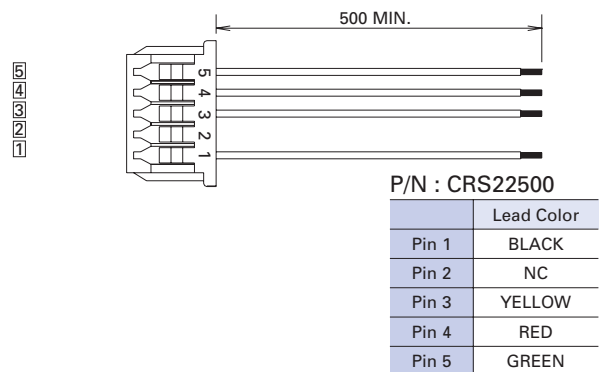 500 MIN.
5
4
3
2
1
5
4
3
2
1
P/N : CRS22500
Lead Color
Pin 1 BLACK
Pin 2 NC
Pin 3 YELLOW
Pin 4 RED
Pin 5 GREEN